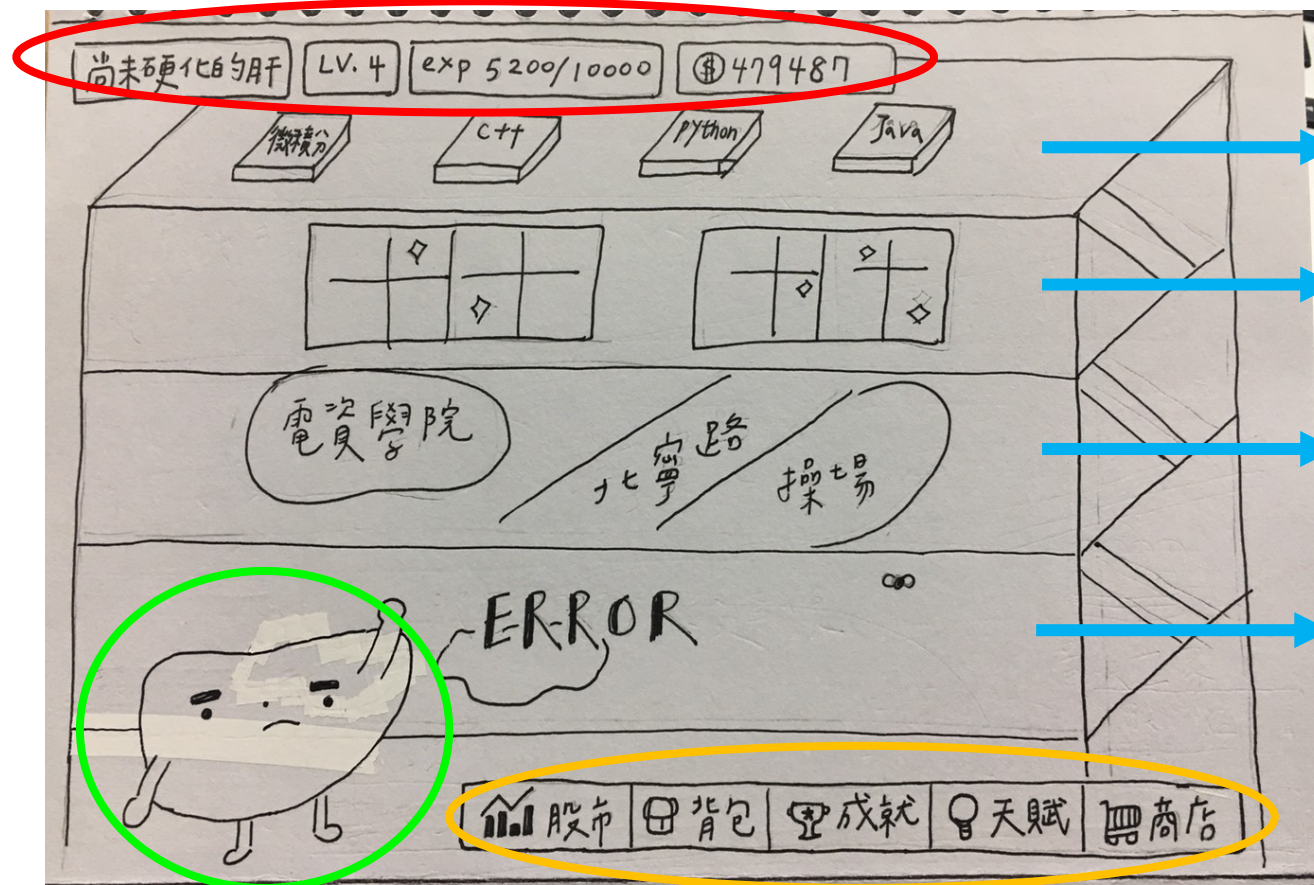 尚未硬化的肝 LV.4 exp 5200/10000 $479487
微積分 C++ python Java
電資學院 北寧路 操場
ERROR
股市 背包 成就 天賦 商店